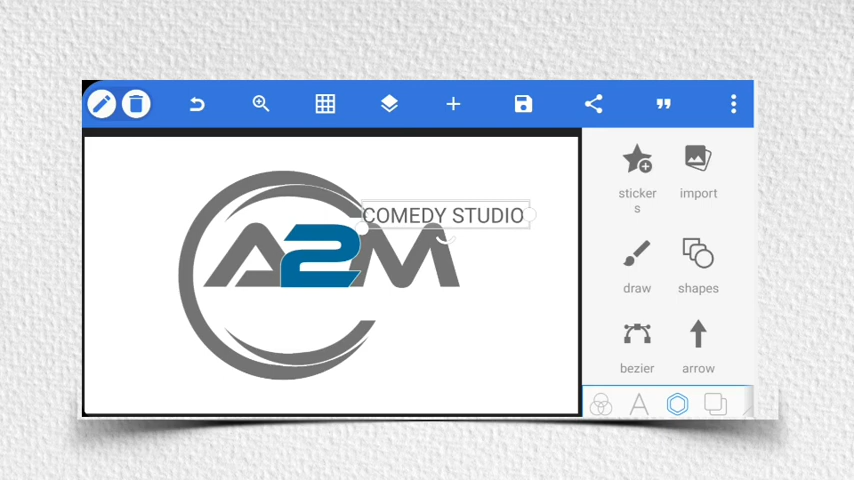 COMEDY STUDIO
A2M
sticker
s
import
draw
shapes
bezier
arrow
A